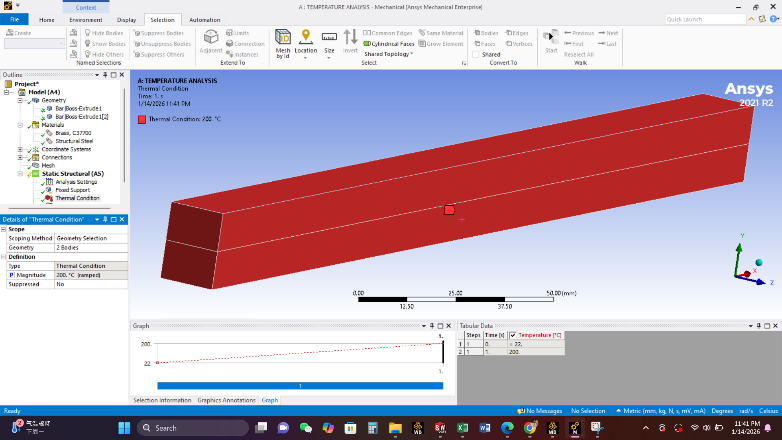 Context
A : TEMPERATURE ANALYSIS - Mechanical [Ansys Mechanical Enterprise]
File Home Environment Display Selection Automation
Quick Launch
Create
Hide Bodies
Show Bodies
Hide Others
Suppress Bodies
Unsuppress Bodies
Suppress Others
Named Selections
Adjacent
Limits
Connection
Instances
Extend To
Mesh by Id
Location
Size
Invert
Common Edges
Cylindrical Faces
Shared Topology
Same Material
Grow Element
Select
Bodies Edges
Faces Vertices
Shared
Convert To
Start
Previous Next
First Last
Reselect All
Walk
Outline
Project*
Model (A4)
Geometry
Bar|Boss-Extrude1
Bar|Boss-Extrude1[2]
Materials
Brass, C37700
Structural Steel
Coordinate Systems
Connections
Mesh
Static Structural (A5)
Analysis Settings
Fixed Support
Thermal Condition
Details of "Thermal Condition"
Scope
Scoping Method Geometry Selection
Geometry 2 Bodies
Definition
Type Thermal Condition
P Magnitude 200. °C (ramped)
Suppressed No
A: TEMPERATURE ANALYSIS
Thermal Condition
Time: 1. s
1/14/2026 11:41 PM
Thermal Condition: 200. °C
Ansys
2021 R2
Y
X
Z
0.00 25.00 50.00 (mm)
12.50 37.50
Graph
1.
200.
22.
1.
1
Selection Information Graphics Annotations Graph
Tabular Data
Steps Time [s] Temperature [°C]
1 1 0. = 22.
2 1 1. 200.
Ready
No Messages No Selection Metric (mm, kg, N, s, mV, mA) Degrees rad/s Celsius
Search
11:41 PM
1/14/2026